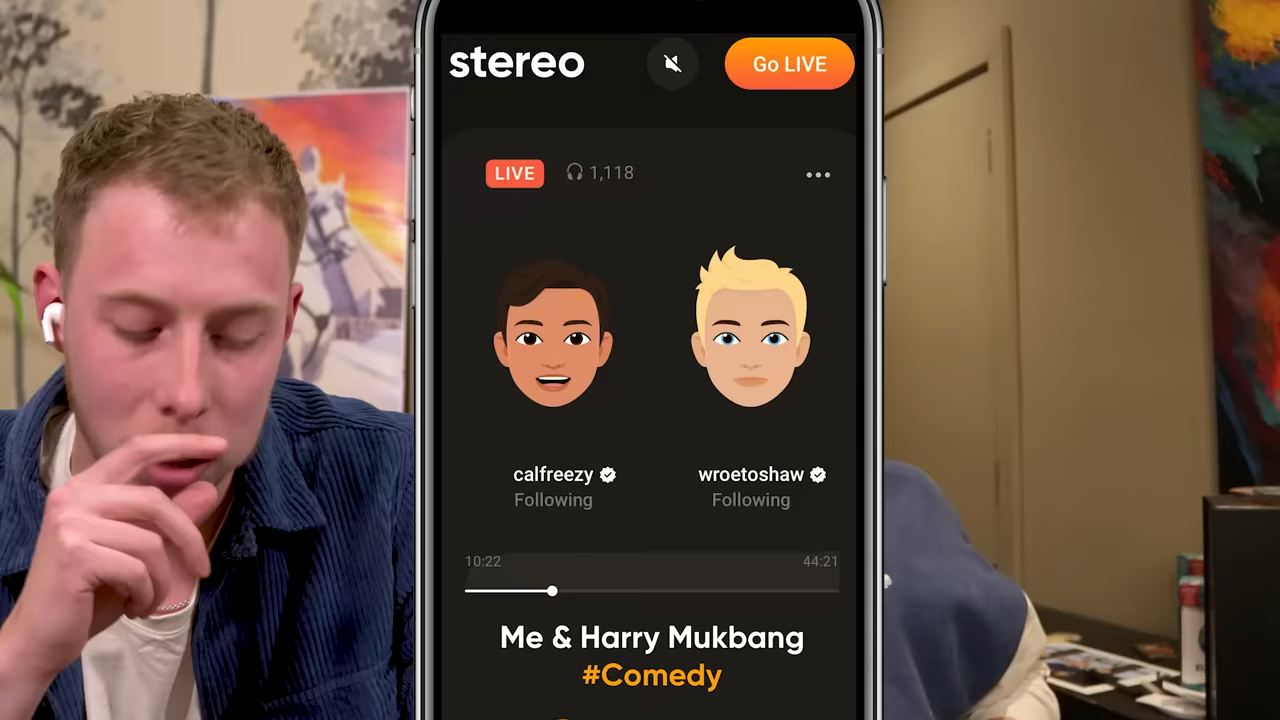 stereo
Go LIVE
LIVE
1,118
calfreezy
wroetoshaw
Following
Following
10:22
44:21
Me & Harry Mukbang
#Comedy